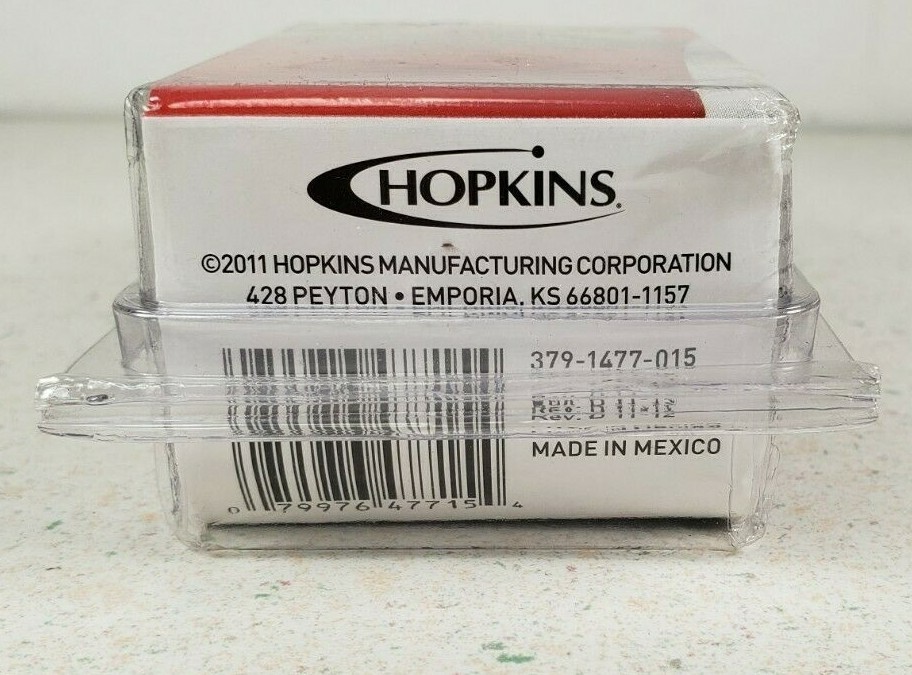 HOPKINS
©2011 HOPKINS MANUFACTURING CORPORATION
428 PEYTON • EMPORIA, KS 66801-1157
379-1477-015
MADE IN MEXICO
0 79976 47715 4